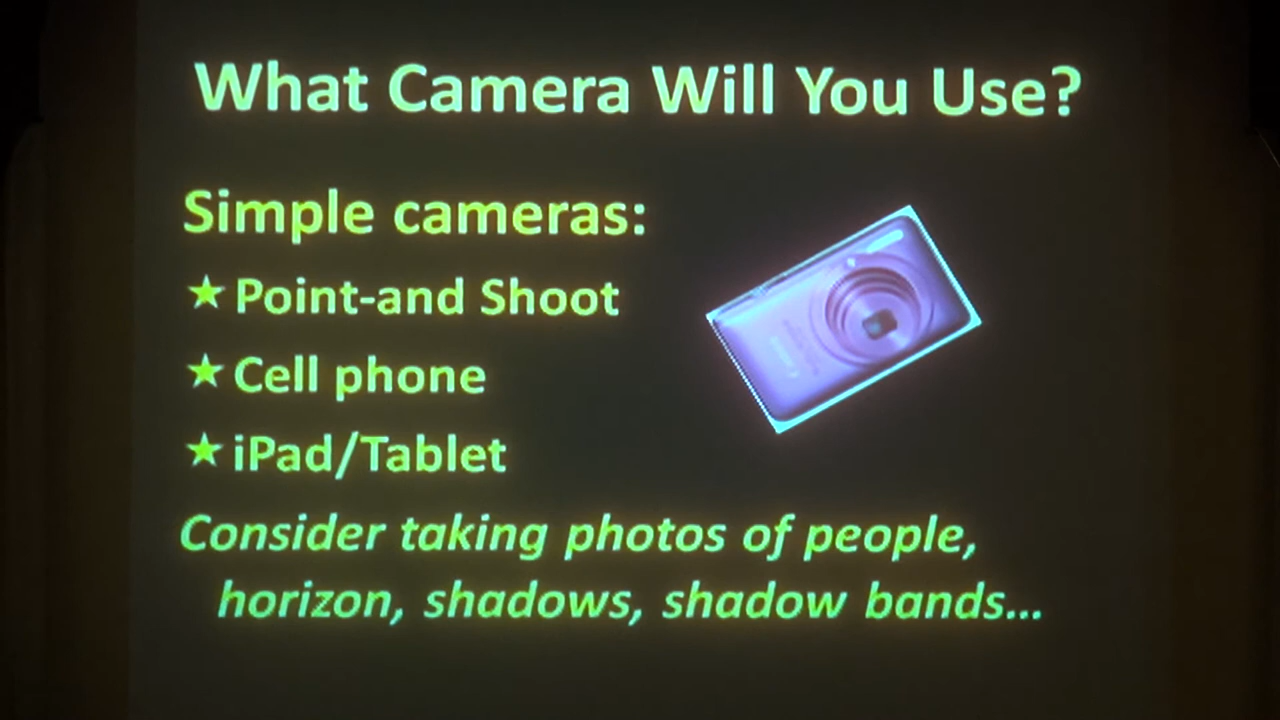 What Camera Will You Use?
Simple cameras:
★ Point-and Shoot
★ Cell phone
★ iPad/Tablet
Consider taking photos of people,
horizon, shadows, shadow bands...